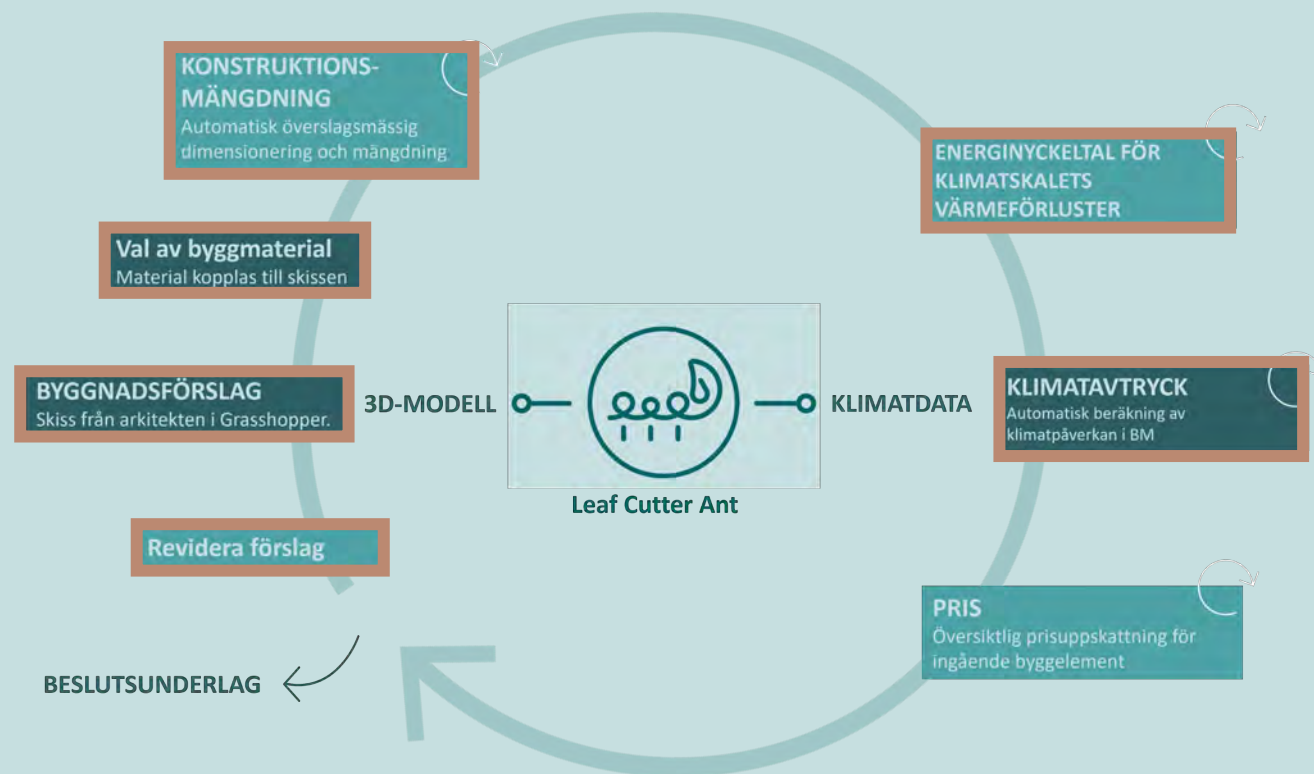 KONSTRUKTIONS-
MÄNGDNING
Automatisk överslagsmässig
dimensionering och mängdning
ENERGINYCKELTAL FÖR
KLIMATSKALETS
VÄRMEFÖRLUSTER
Val av byggmaterial
Material kopplas till skissen
BYGGNADSFÖRSLAG
Skiss från arkitekten i Grasshopper.
3D-MODELL
KLIMATDATA
KLIMATAVTRYCK
Automatisk beräkning av
klimatpåverkan i BM
Leaf Cutter Ant
Revidera förslag
PRIS
Översiktlig prisuppskattning för
ingående byggelement
BESLUTSUNDERLAG